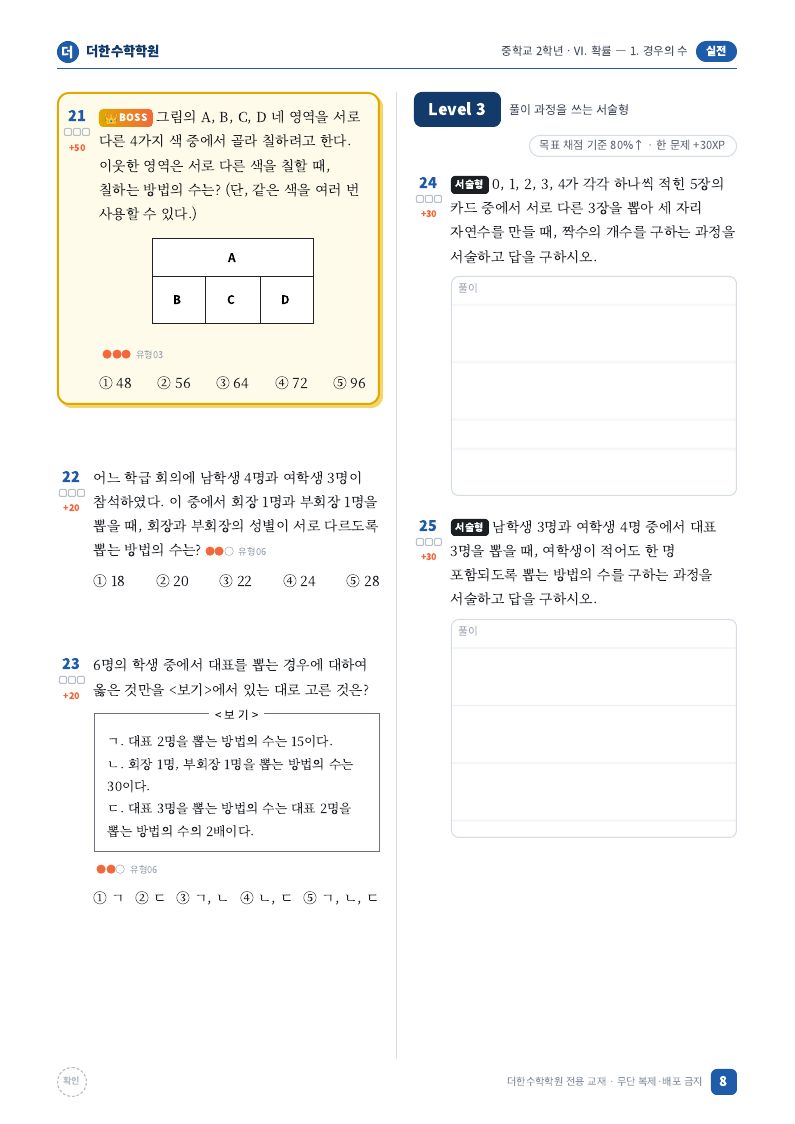 더 더한수학학원
중학교 2학년 · VI. 확률 — 1. 경우의 수 실전
21 BOSS 그림의 A, B, C, D 네 영역을 서로
다른 4가지 색 중에서 골라 칠하려고 한다.
+50
이웃한 영역은 서로 다른 색을 칠할 때,
칠하는 방법의 수는? (단, 같은 색을 여러 번
사용할 수 있다.)
A
B C D
유형03
① 48 ② 56 ③ 64 ④ 72 ⑤ 96
22 어느 학급 회의에 남학생 4명과 여학생 3명이
참석하였다. 이 중에서 회장 1명과 부회장 1명을
+20
뽑을 때, 회장과 부회장의 성별이 서로 다르도록
뽑는 방법의 수는? 유형06
① 18 ② 20 ③ 22 ④ 24 ⑤ 28
23 6명의 학생 중에서 대표를 뽑는 경우에 대하여
옳은 것만을 <보기>에서 있는 대로 고른 것은?
+20
<보 기>
ㄱ. 대표 2명을 뽑는 방법의 수는 15이다.
ㄴ. 회장 1명, 부회장 1명을 뽑는 방법의 수는
30이다.
ㄷ. 대표 3명을 뽑는 방법의 수는 대표 2명을
뽑는 방법의 수의 2배이다.
유형06
① ㄱ ② ㄷ ③ ㄱ, ㄴ ④ ㄴ, ㄷ ⑤ ㄱ, ㄴ, ㄷ
Level 3 풀이 과정을 쓰는 서술형
목표 채점 기준 80%↑ · 한 문제 +30XP
24 서술형 0, 1, 2, 3, 4가 각각 하나씩 적힌 5장의
카드 중에서 서로 다른 3장을 뽑아 세 자리
+30
자연수를 만들 때, 짝수의 개수를 구하는 과정을
서술하고 답을 구하시오.
풀이
25 서술형 남학생 3명과 여학생 4명 중에서 대표
3명을 뽑을 때, 여학생이 적어도 한 명
+30
포함되도록 뽑는 방법의 수를 구하는 과정을
서술하고 답을 구하시오.
풀이
확인
더한수학학원 전용 교재 · 무단 복제·배포 금지 8